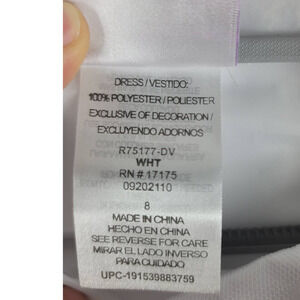 DRESS / VESTIDO:
100% POLYESTER / POLIESTER
EXCLUSIVE OF DECORATION /
EXCLUYENDO ADORNOS
R75177-DV
WHT
RN # 17175
09202110
8
MADE IN CHINA
HECHO EN CHINA
SEE REVERSE FOR CARE
MIRAR EL LADO INVERSO
PARA CUIDADO
UPC-191539883759